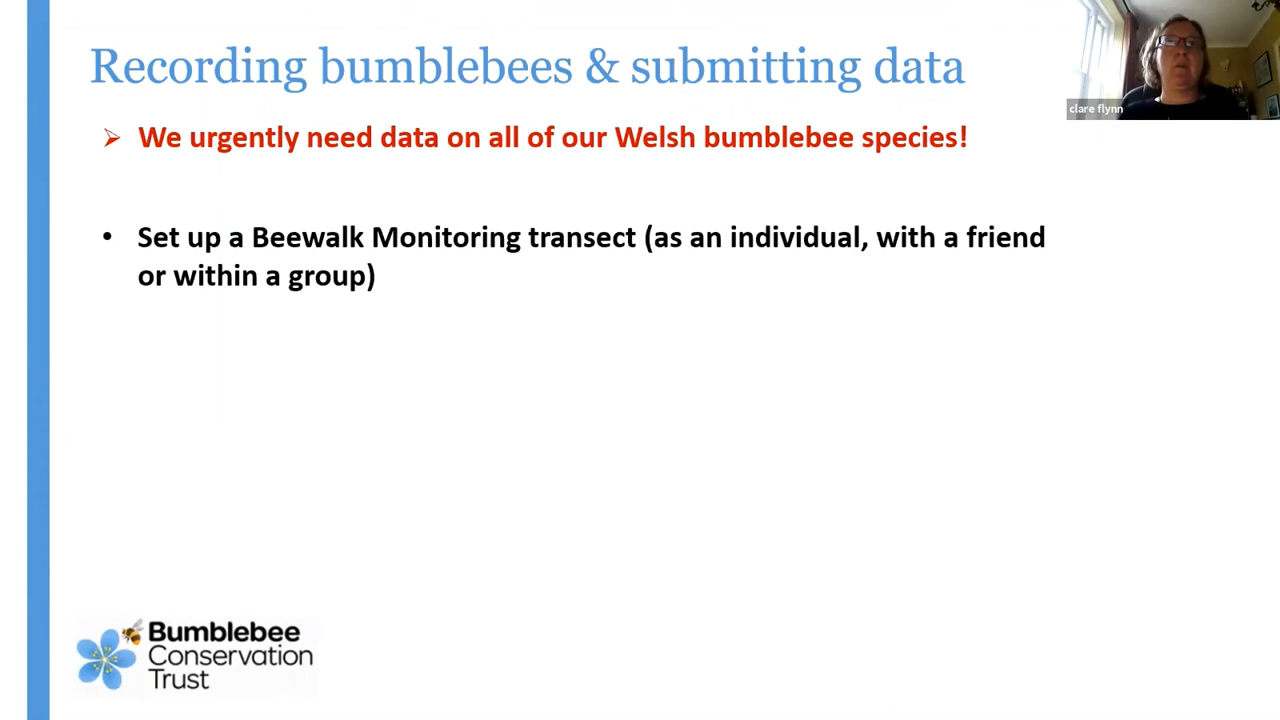 Recording bumblebees & submitting data
clare flynn
➢ We urgently need data on all of our Welsh bumblebee species!
• Set up a Beewalk Monitoring transect (as an individual, with a friend
or within a group)
Bumblebee
Conservation
Trust